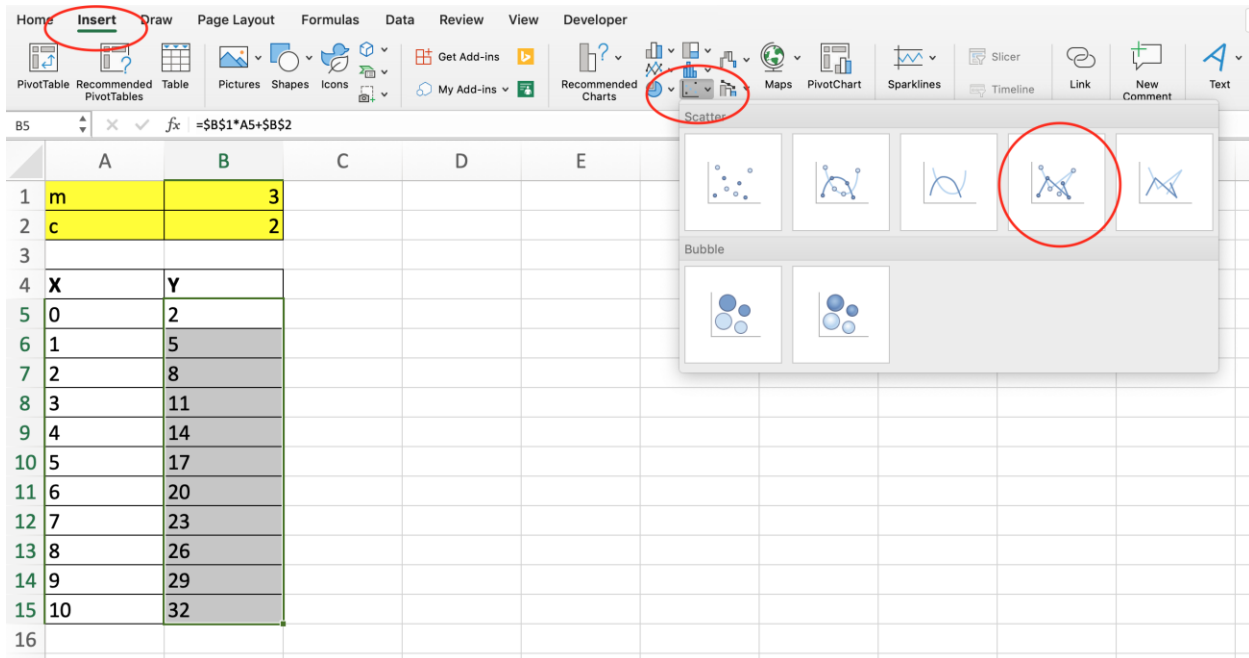 Home Insert Draw Page Layout Formulas Data Review View Developer
PivotTable Recommended PivotTables Table Pictures Shapes Icons Get Add-ins My Add-ins Recommended Charts Maps PivotChart Sparklines Slicer Timeline Link New Comment Text
B5 fx =$B$1*A5+$B$2
Scatter
Bubble
A B C D E
1 m 3
2 c 2
3
4 X Y
5 0 2
6 1 5
7 2 8
8 3 11
9 4 14
10 5 17
11 6 20
12 7 23
13 8 26
14 9 29
15 10 32
16